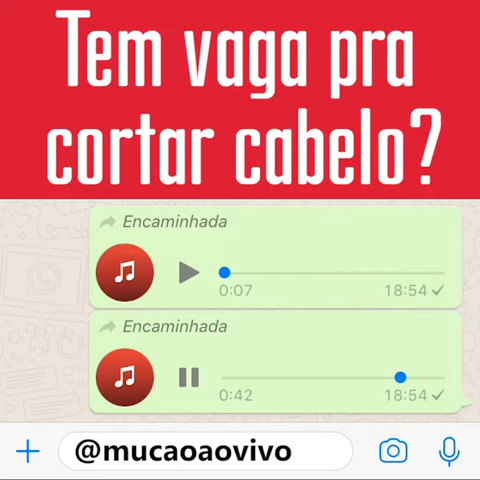 Tem vaga pra
cortar cabelo?
Encaminhada
0:07 18:54
Encaminhada
0:42 18:54
@mucaoaovivo